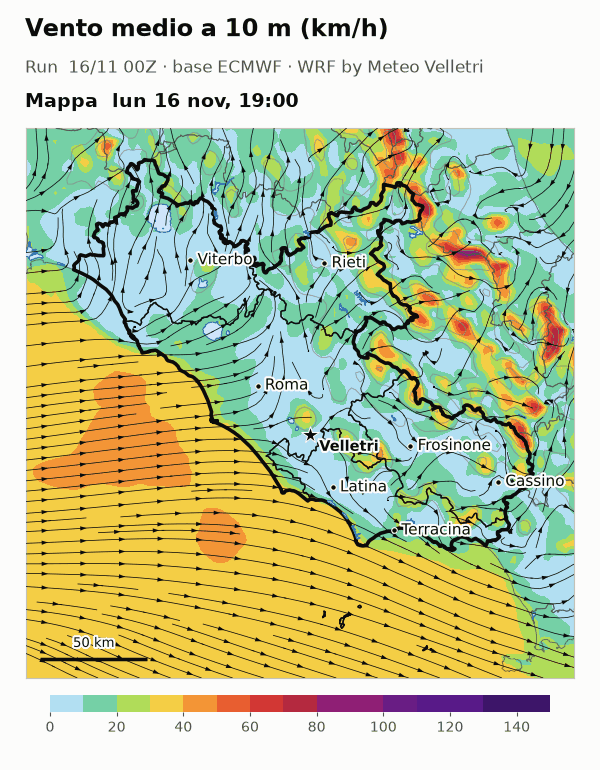 Vento medio a 10 m (km/h)
Run  16/11 00Z · base ECMWF · WRF by Meteo Velletri
Mappa  lun 16 nov, 19:00
Viterbo
Rieti
Roma
Velletri
Frosinone
Cassino
Latina
Terracina
50 km
0 20 40 60 80 100 120 140